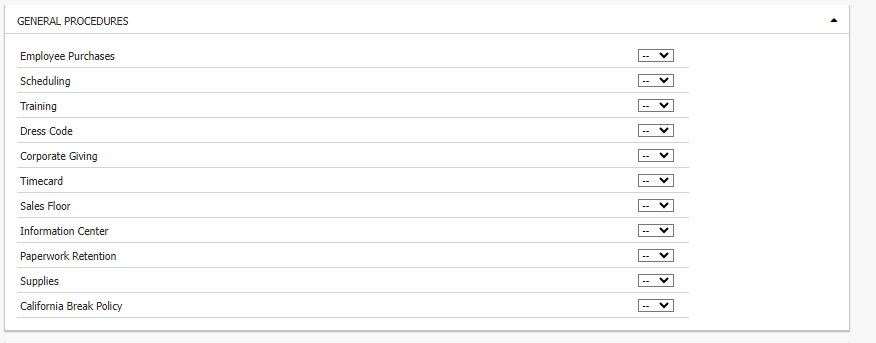 GENERAL PROCEDURES
Employee Purchases --
Scheduling --
Training --
Dress Code --
Corporate Giving --
Timecard --
Sales Floor --
Information Center --
Paperwork Retention --
Supplies --
California Break Policy --